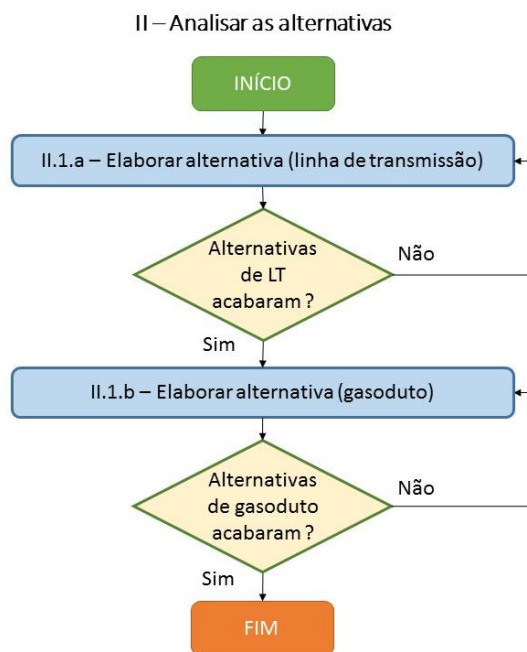 II – Analisar as alternativas
INÍCIO
II.1.a – Elaborar alternativa (linha de transmissão)
Alternativas
de LT
acabaram ?
Não
Sim
II.1.b – Elaborar alternativa (gasoduto)
Alternativas
de gasoduto
acabaram ?
Não
Sim
FIM